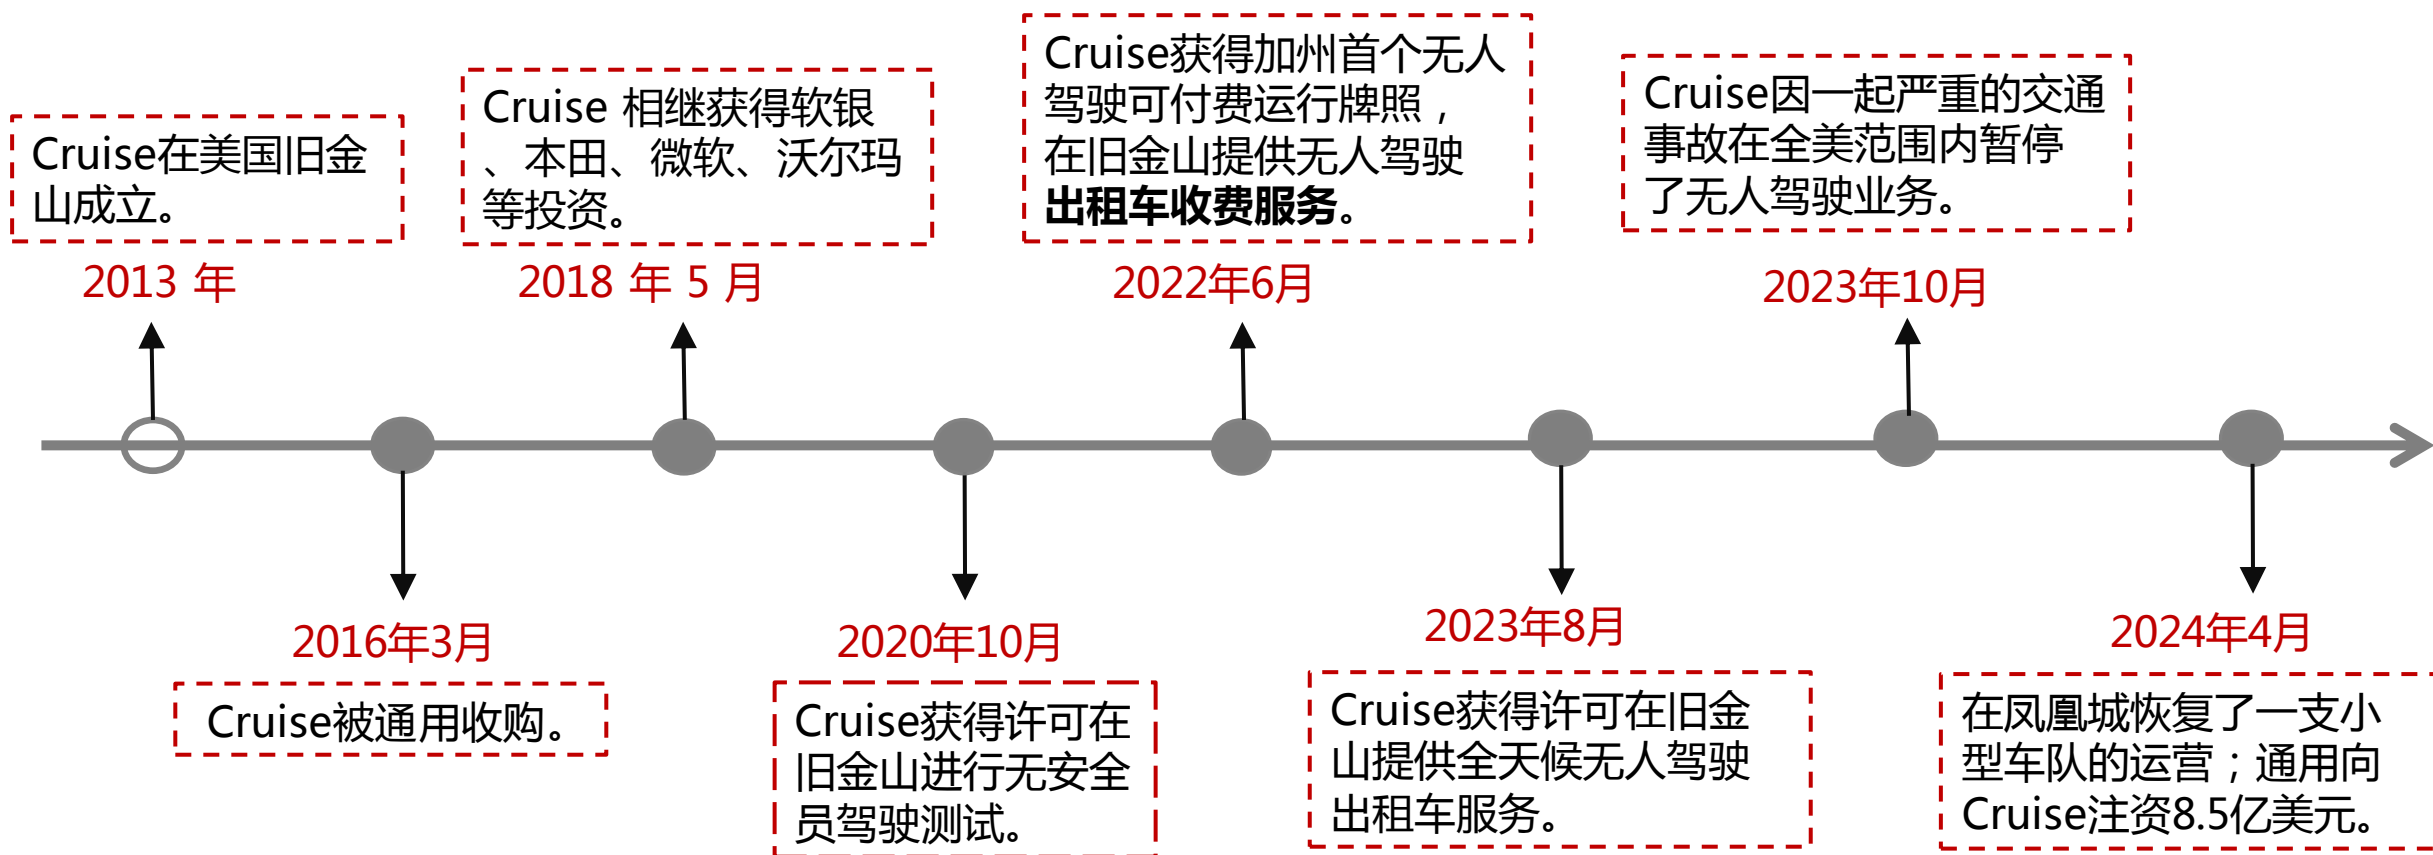 Cruise在美国旧金
山成立。
2013 年
Cruise 相继获得软银
、本田、微软、沃尔玛
等投资。
2018 年 5 月
Cruise获得加州首个无人
驾驶可付费运行牌照，
在旧金山提供无人驾驶
出租车收费服务。
2022年6月
Cruise因一起严重的交通
事故在全美范围内暂停
了无人驾驶业务。
2023年10月
2016年3月
Cruise被通用收购。
2020年10月
Cruise获得许可在
旧金山进行无安全
员驾驶测试。
2023年8月
Cruise获得许可在旧金
山提供全天候无人驾驶
出租车服务。
2024年4月
在凤凰城恢复了一支小
型车队的运营；通用向
Cruise注资8.5亿美元。